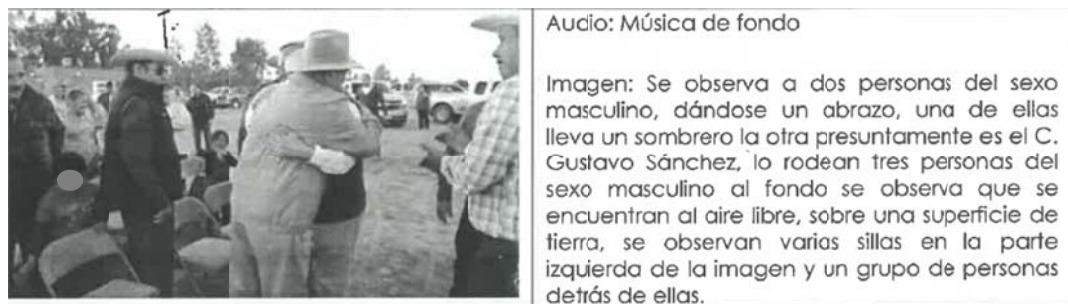 Audio: Música de fondo
Imagen: Se observa a dos personas del sexo
masculino, dándose un abrazo, una de ellas
lleva un sombrero la otra presuntamente es el C.
Gustavo Sánchez, lo rodean tres personas del
sexo masculino al fondo se observa que se
encuentran al aire libre, sobre una superficie de
tierra, se observan varias sillas en la parte
izquierda de la imagen y un grupo de personas
detrás de ellas.